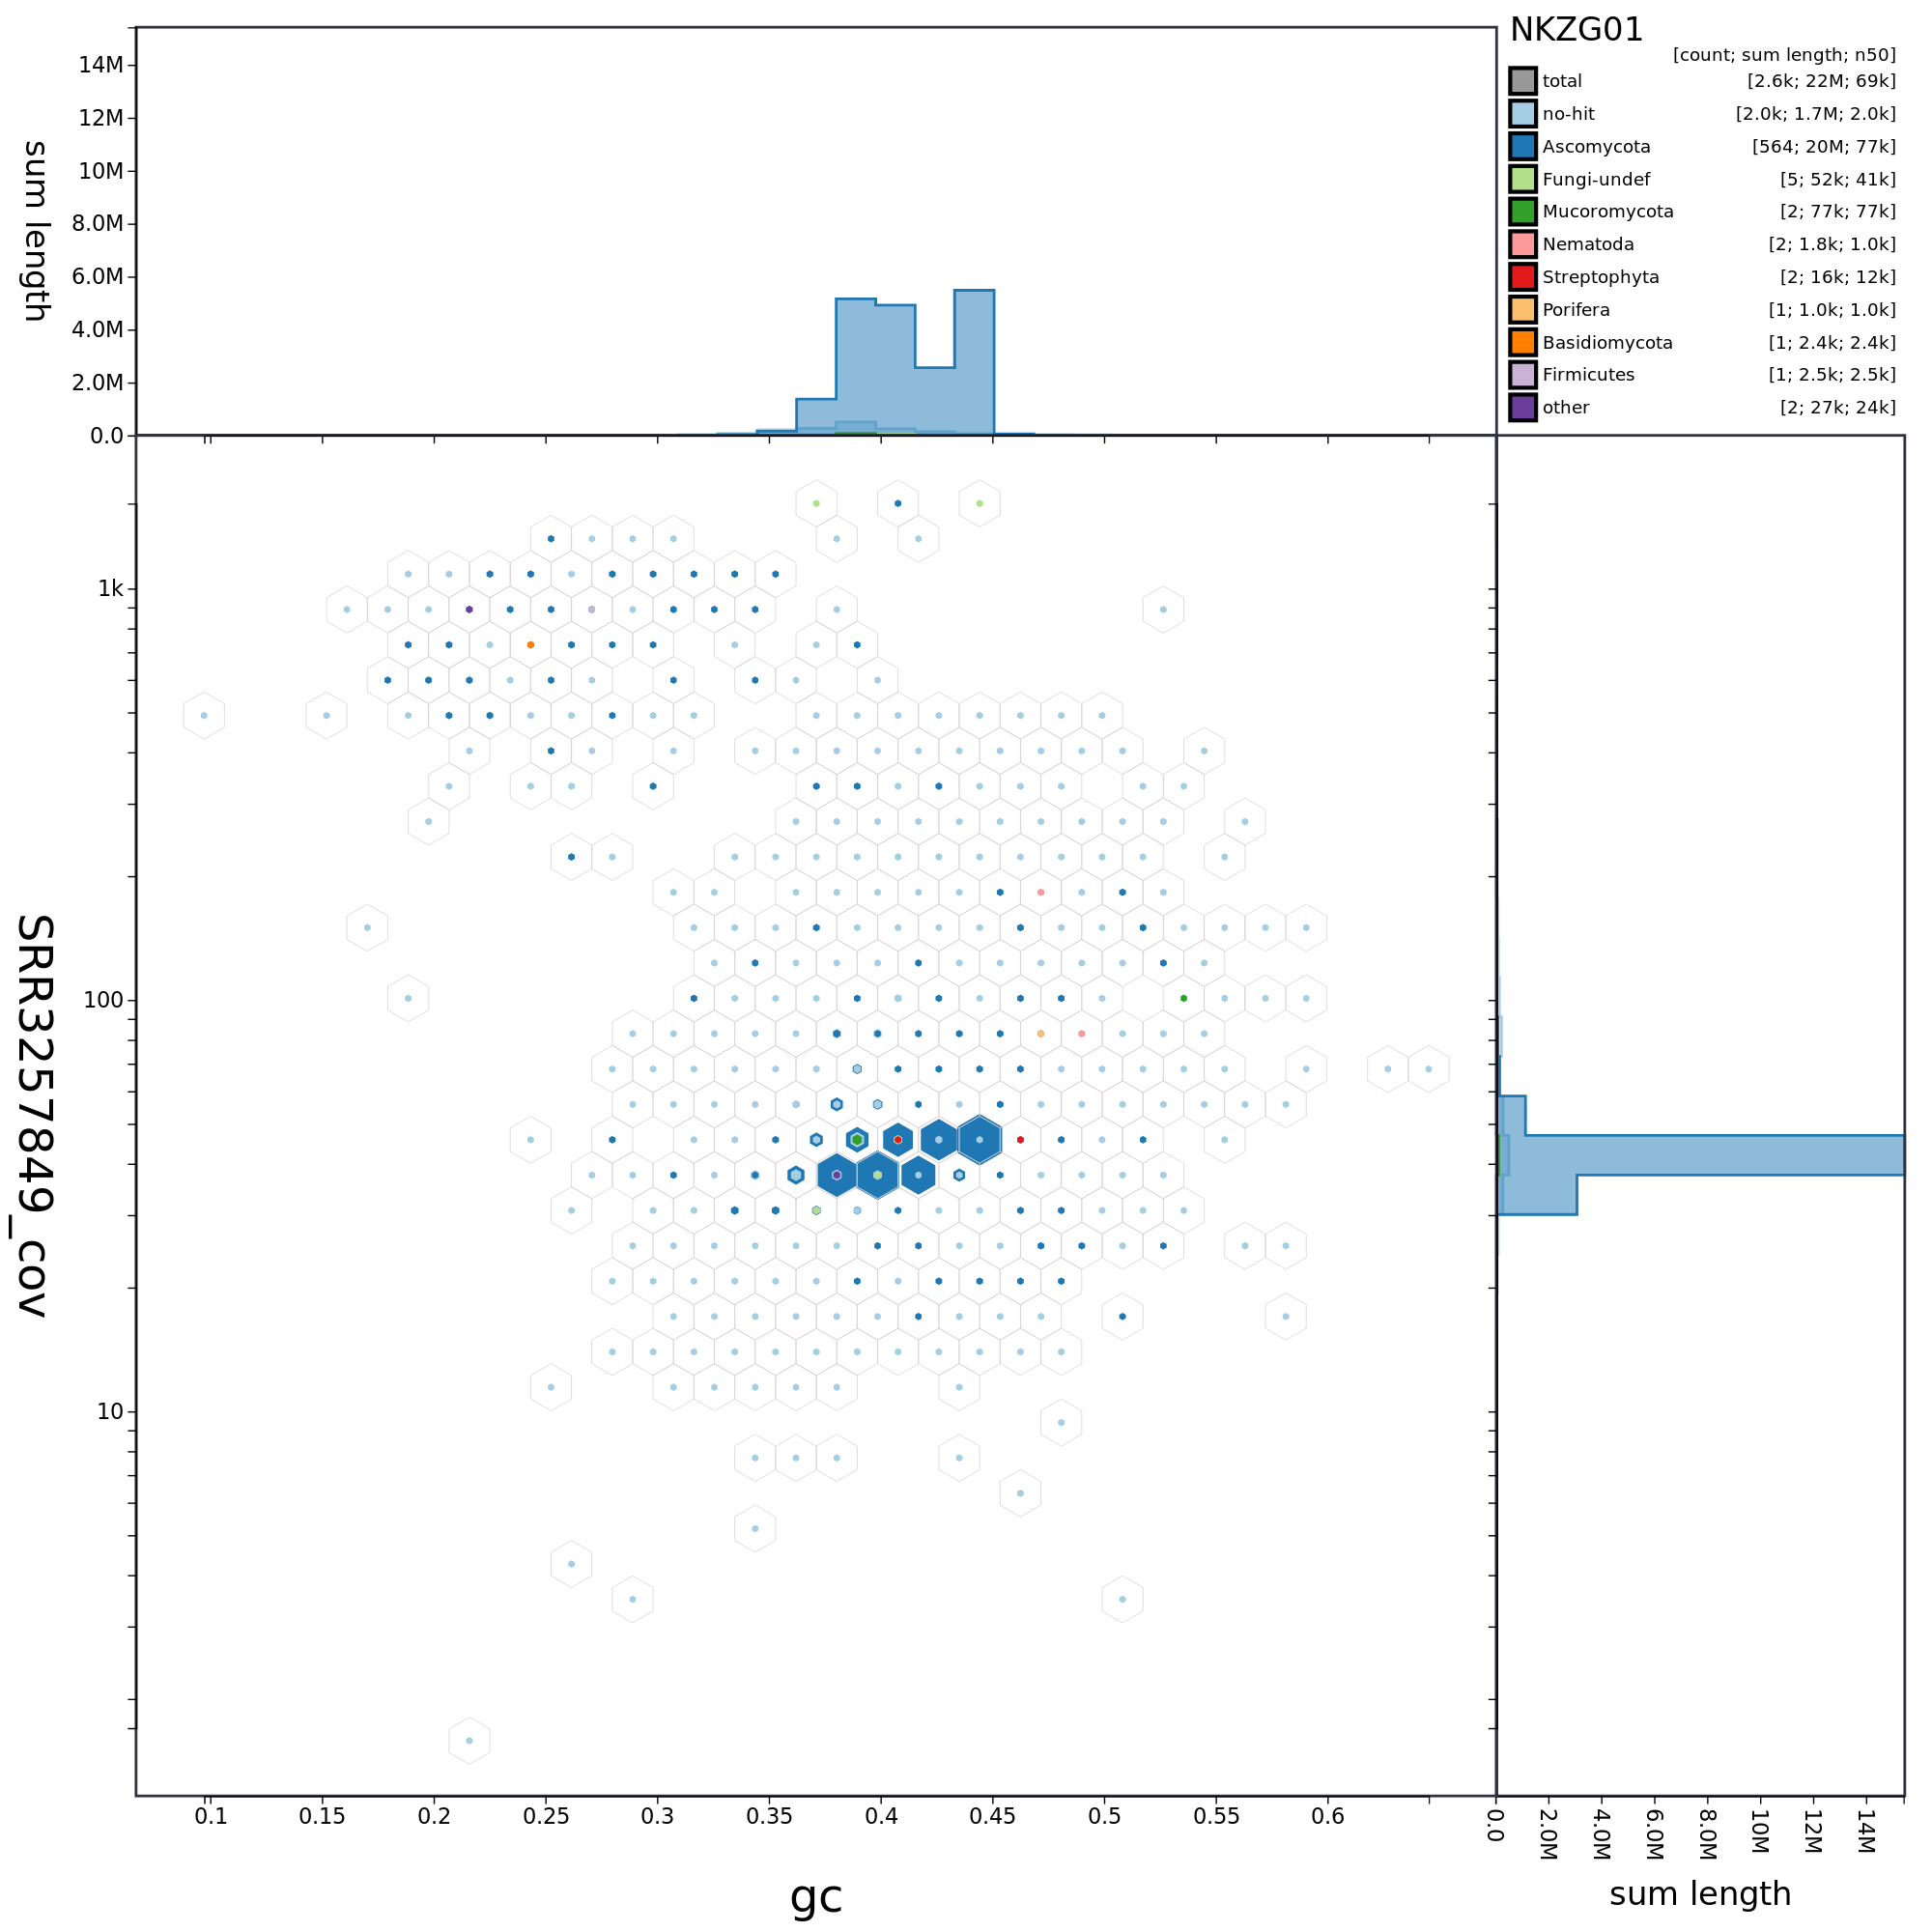 NKZG01
[count; sum length; n50]
total [2.6k; 22M; 69k]
no-hit [2.0k; 1.7M; 2.0k]
Ascomycota [564; 20M; 77k]
Fungi-undef [5; 52k; 41k]
Mucoromycota [2; 77k; 77k]
Nematoda [2; 1.8k; 1.0k]
Streptophyta [2; 16k; 12k]
Porifera [1; 1.0k; 1.0k]
Basidiomycota [1; 2.4k; 2.4k]
Firmicutes [1; 2.5k; 2.5k]
other [2; 27k; 24k]
sum length
14M
12M
10M
8.0M
6.0M
4.0M
2.0M
0.0
SRR3257849_cov
1k
100
10
0.1 0.15 0.2 0.25 0.3 0.35 0.4 0.45 0.5 0.55 0.6
gc
0.0 2.0M 4.0M 6.0M 8.0M 10M 12M 14M
sum length